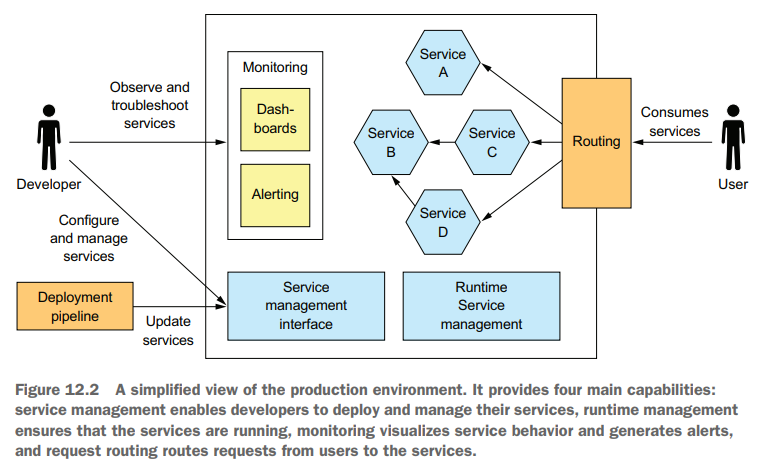 Observe and
troubleshoot
services
Developer
Configure
and manage
services
Deployment
pipeline
Update
services
Monitoring
Dash-
boards
Alerting
Service
A
Service
B
Service
C
Service
D
Routing
Consumes
services
User
Service
management
interface
Runtime
Service
management
Figure 12.2 A simplified view of the production environment. It provides four main capabilities:
service management enables developers to deploy and manage their services, runtime management
ensures that the services are running, monitoring visualizes service behavior and generates alerts,
and request routing routes requests from users to the services.